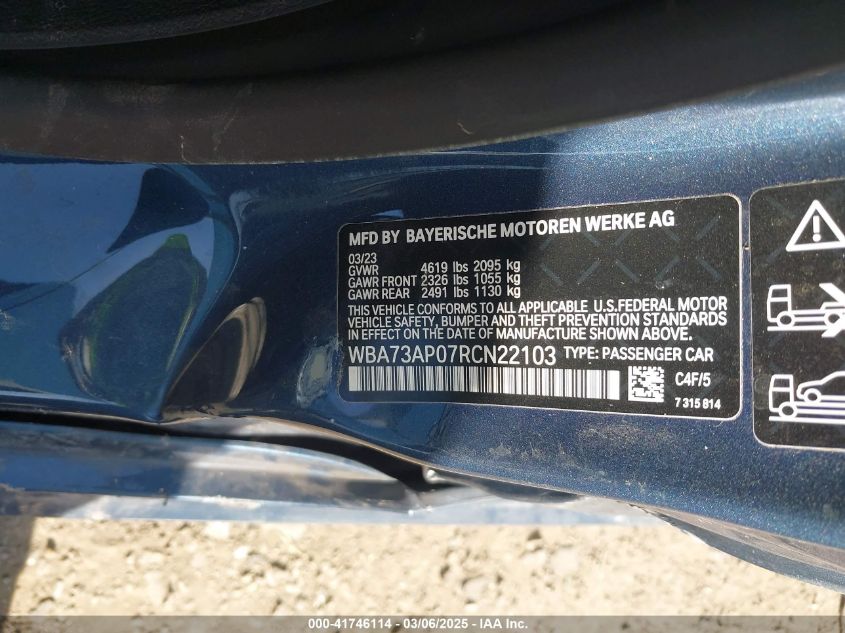 MFD BY BAYERISCHE MOTOREN WERKE AG
03/23
GVWR 4619 lbs 2095 kg
GAWR FRONT 2326 lbs 1055 kg
GAWR REAR 2491 lbs 1130 kg
THIS VEHICLE CONFORMS TO ALL APPLICABLE U.S.FEDERAL MOTOR
VEHICLE SAFETY, BUMPER, AND THEFT PREVENTION STANDARDS
IN EFFECT ON THE DATE OF MANUFACTURE SHOWN ABOVE.
WBA73AP07RCN22103 TYPE: PASSENGER CAR
C4F/5
7 315 814
000-41746114 - 03/06/2025 - IAA Inc.